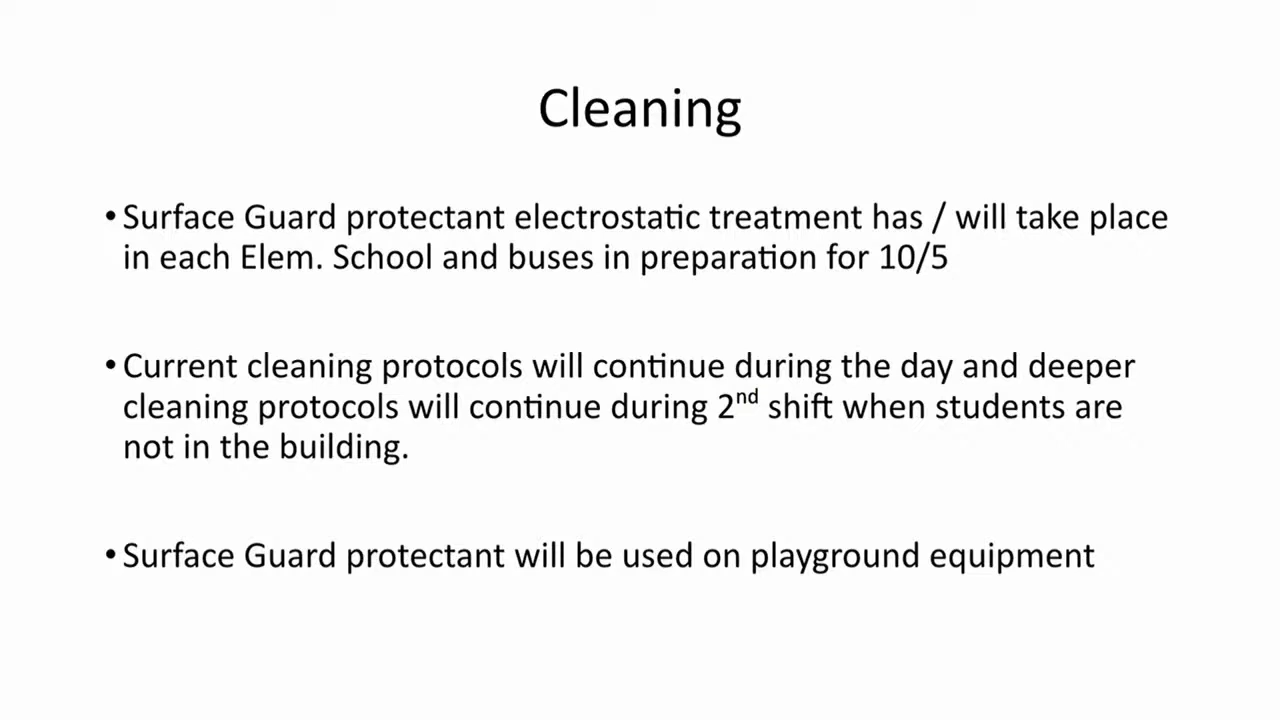 Cleaning
• Surface Guard protectant electrostatic treatment has / will take place
in each Elem. School and buses in preparation for 10/5
• Current cleaning protocols will continue during the day and deeper
cleaning protocols will continue during 2nd shift when students are
not in the building.
• Surface Guard protectant will be used on playground equipment